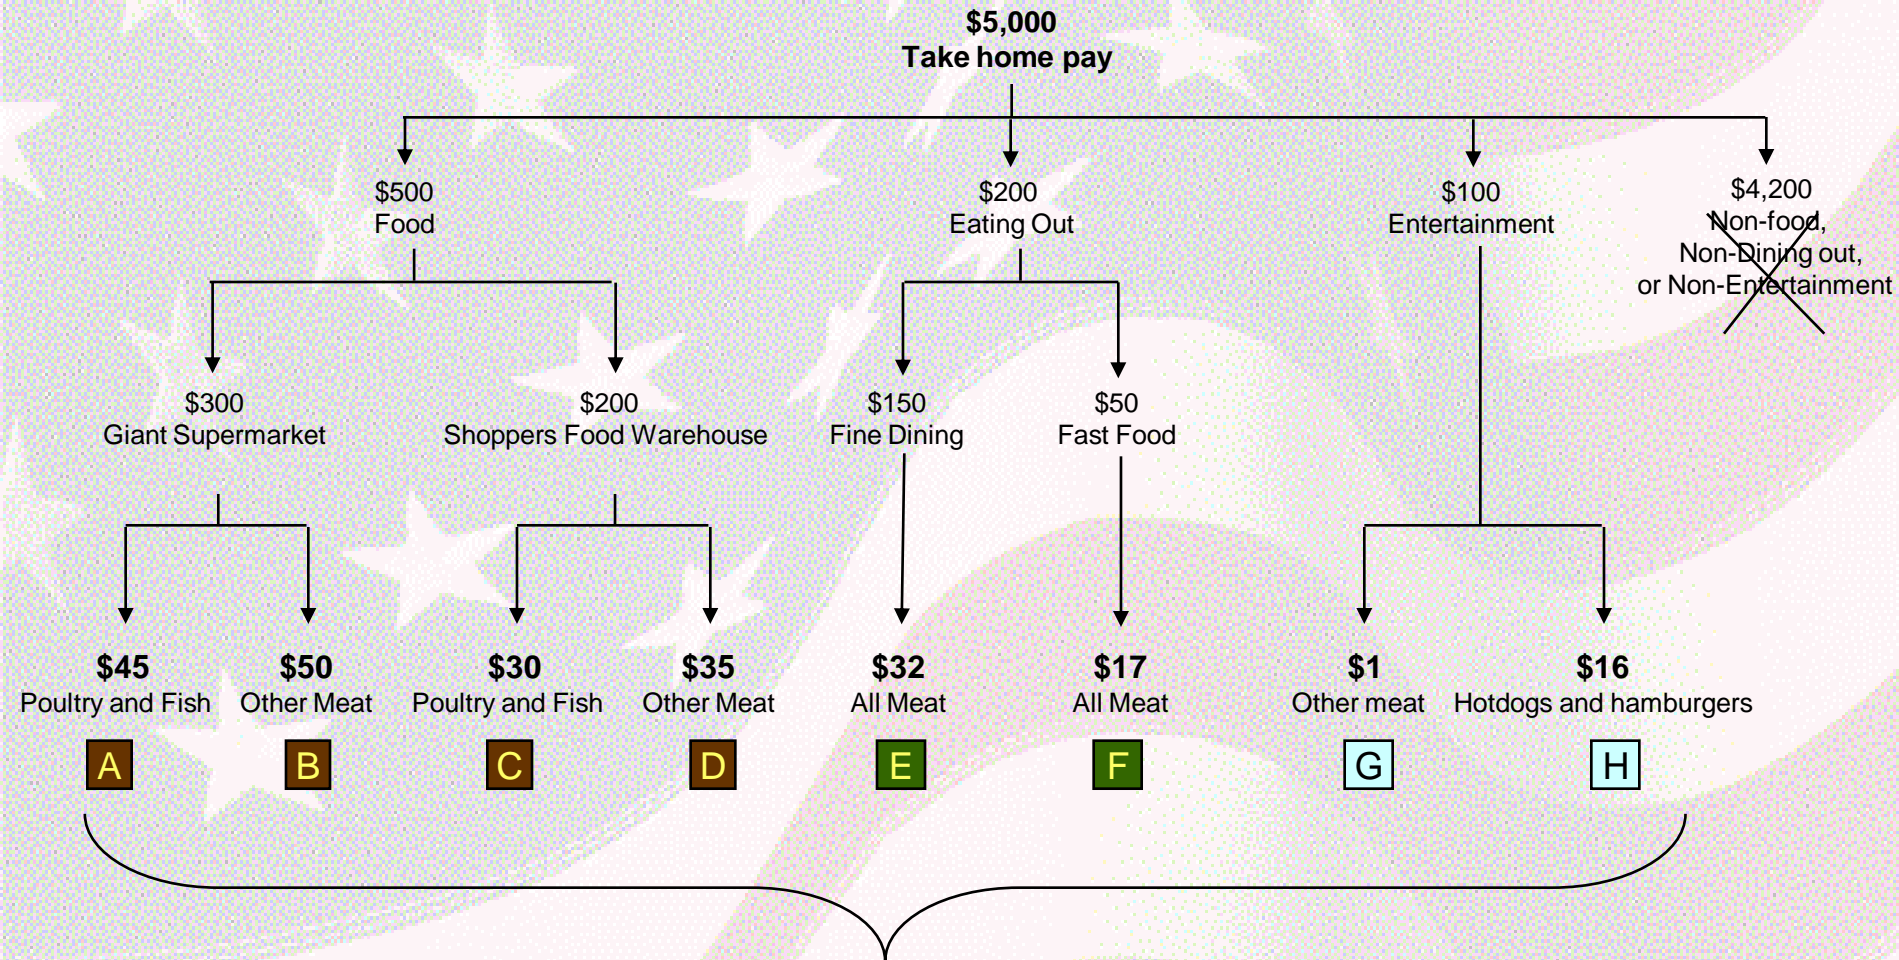 $5,000
Take home pay
$500
Food
$200
Eating Out
$100
Entertainment
$4,200
Non-food,
Non-Dining out,
or Non-Entertainment
$300
Giant Supermarket
$200
Shoppers Food Warehouse
$150
Fine Dining
$50
Fast Food
$45
Poultry and Fish
$50
Other Meat
$30
Poultry and Fish
$35
Other Meat
$32
All Meat
$17
All Meat
$1
Other meat
$16
Hotdogs and hamburgers
A
B
C
D
E
F
G
H